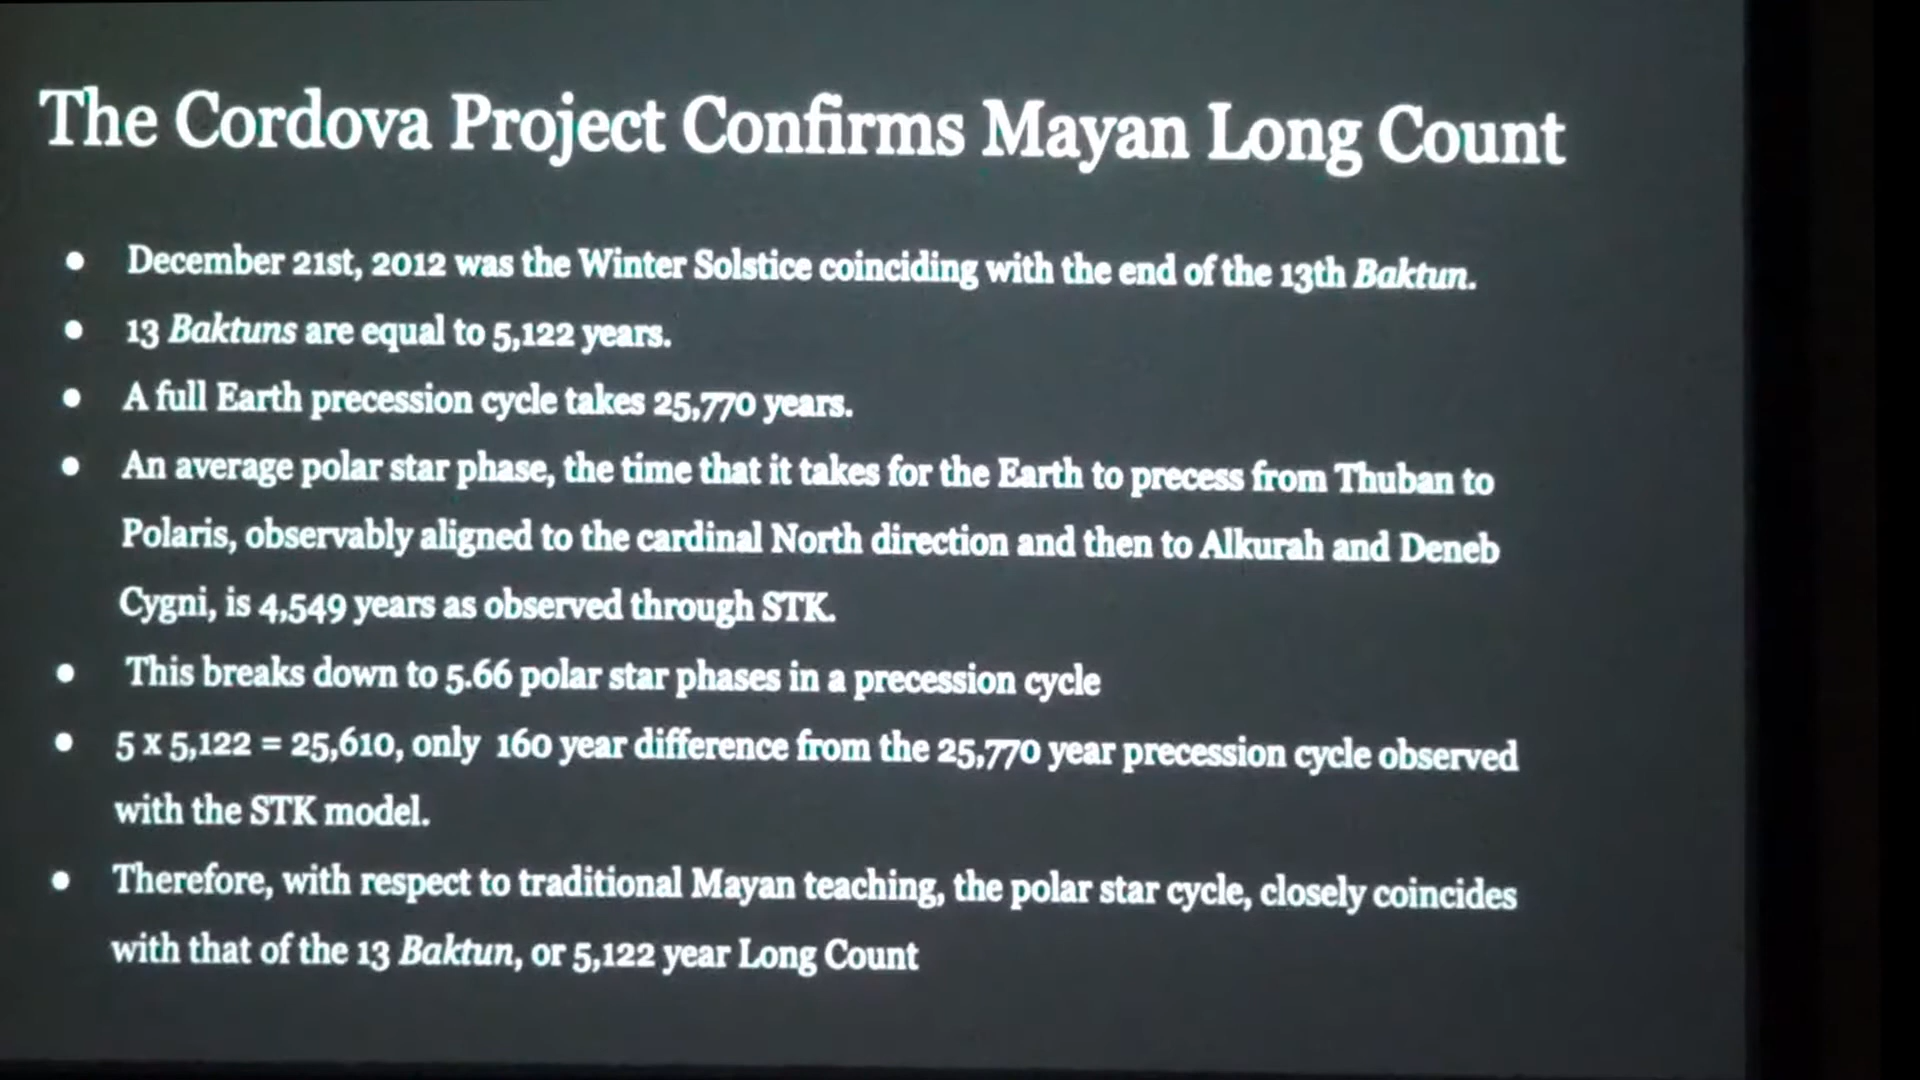 The Cordova Project Confirms Mayan Long Count
● December 21st, 2012 was the Winter Solstice coinciding with the end of the 13th Baktun.
● 13 Baktuns are equal to 5,122 years.
● A full Earth precession cycle takes 25,770 years.
● An average polar star phase, the time that it takes for the Earth to precess from Thuban to
Polaris, observably aligned to the cardinal North direction and then to Alkurah and Deneb
Cygni, is 4,549 years as observed through STK.
● This breaks down to 5.66 polar star phases in a precession cycle
● 5 x 5,122 = 25,610, only 160 year difference from the 25,770 year precession cycle observed
with the STK model.
● Therefore, with respect to traditional Mayan teaching, the polar star cycle, closely coincides
with that of the 13 Baktun, or 5,122 year Long Count